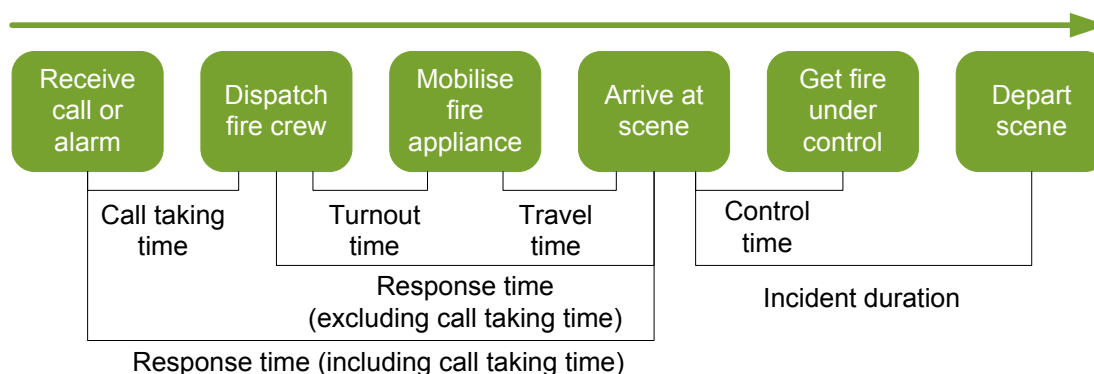 Receive
call or
alarm
Dispatch
fire crew
Mobilise
fire
appliance
Arrive at
scene
Get fire
under
control
Depart
scene
Call taking
time
Turnout
time
Travel
time
Control
time
Response time
(excluding call taking time)
Incident duration
Response time (including call taking time)